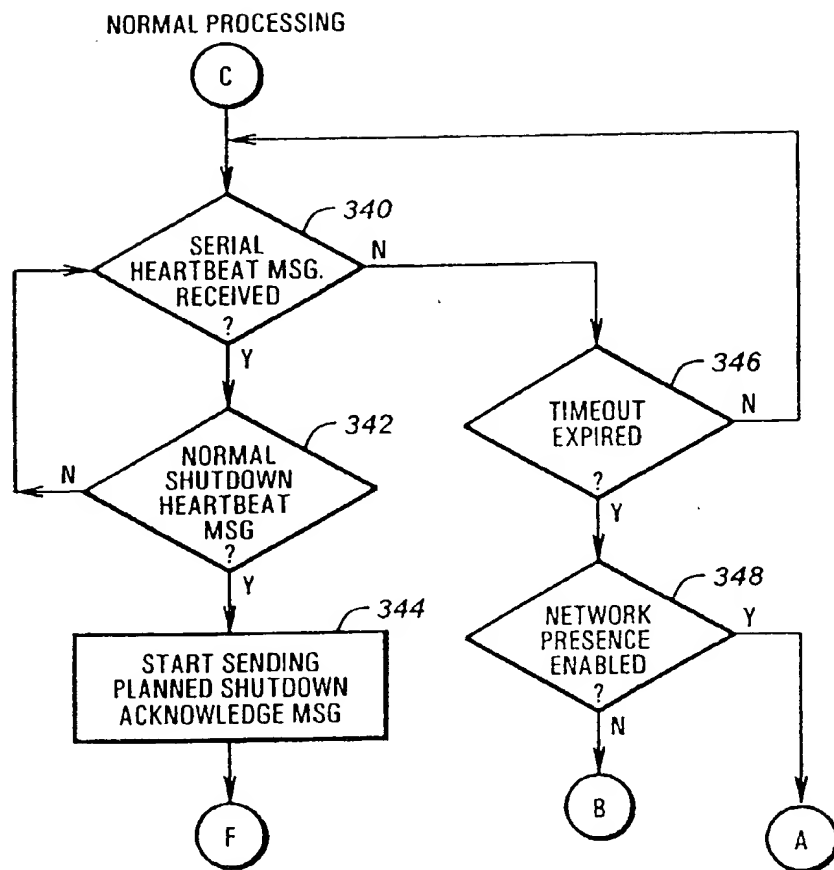 NORMAL PROCESSING
C
340
SERIAL
HEARTBEAT MSG.
RECEIVED
?
N
Y
346
TIMEOUT
EXPIRED
?
N
Y
342
NORMAL
SHUTDOWN
HEARTBEAT
MSG
?
N
Y
348
NETWORK
PRESENCE
ENABLED
?
Y
N
344
START SENDING
PLANNED SHUTDOWN
ACKNOWLEDGE MSG
F
B
A